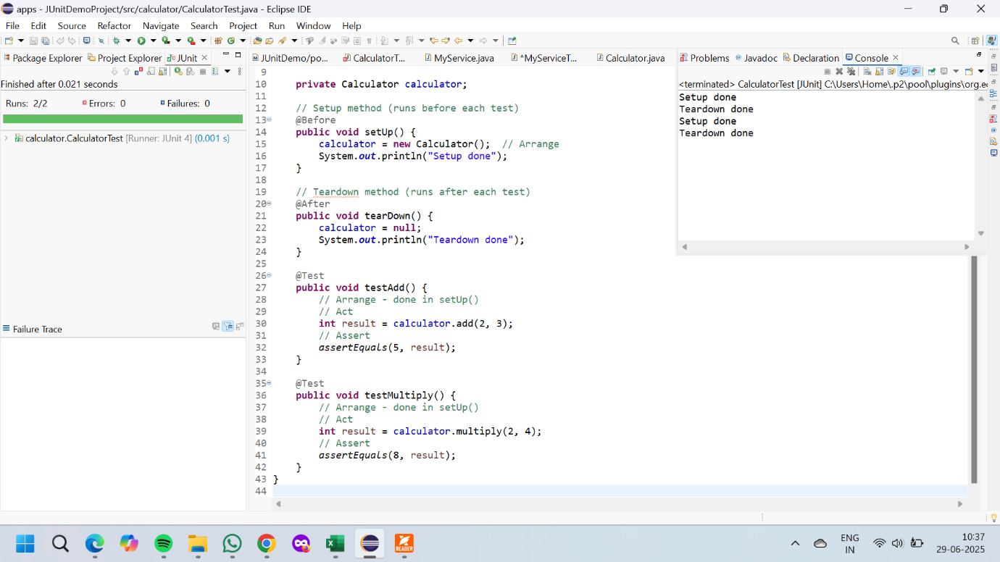 apps - JUnitDemoProject/src/calculator/CalculatorTest.java - Eclipse IDE
File Edit Source Refactor Navigate Search Project Run Window Help
Package Explorer Project Explorer JUnit
Finished after 0.021 seconds
Runs: 2/2 Errors: 0 Failures: 0
calculator.CalculatorTest [Runner: JUnit 4] (0.001 s)
Failure Trace
JUnitDemo/po... CalculatorT... MyService.java *MyServiceT... Calculator.java
9
10 private Calculator calculator;
11
12 // Setup method (runs before each test)
13 @Before
14 public void setUp() {
15 calculator = new Calculator(); // Arrange
16 System.out.println("Setup done");
17 }
18
19 // Teardown method (runs after each test)
20 @After
21 public void tearDown() {
22 calculator = null;
23 System.out.println("Teardown done");
24 }
25
26 @Test
27 public void testAdd() {
28 // Arrange - done in setUp()
29 // Act
30 int result = calculator.add(2, 3);
31 // Assert
32 assertEquals(5, result);
33 }
34
35 @Test
36 public void testMultiply() {
37 // Arrange - done in setUp()
38 // Act
39 int result = calculator.multiply(2, 4);
40 // Assert
41 assertEquals(8, result);
42 }
43 }
44
Problems Javadoc Declaration Console
<terminated> CalculatorTest [JUnit] C:\Users\Home\.p2\pool\plugins\org.ec
Setup done
Teardown done
Setup done
Teardown done
READER
ENG
IN
10:37
29-06-2025